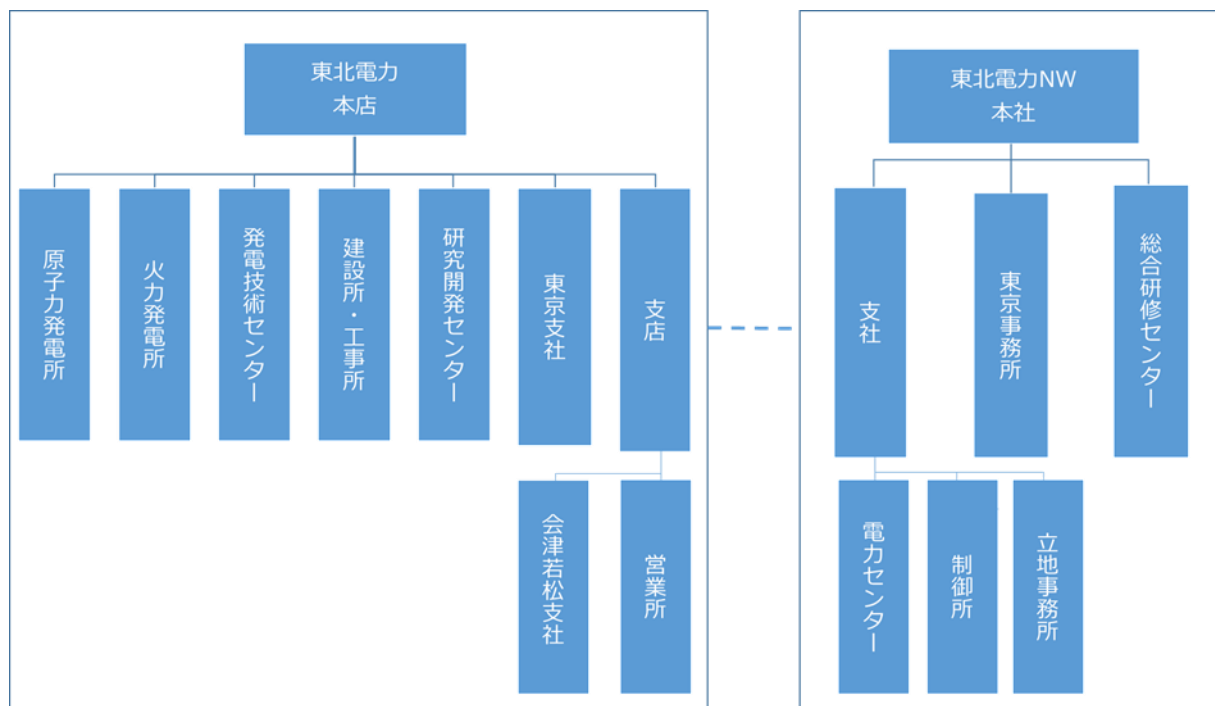 東北電力
本店
原子力発電所
火力発電所
発電技術センター
建設所・工事所
研究開発センター
東京支社
支店
会津若松支社
営業所
東北電力NW
本社
支社
東京事務所
総合研修センター
電力センター
制御所
立地事務所